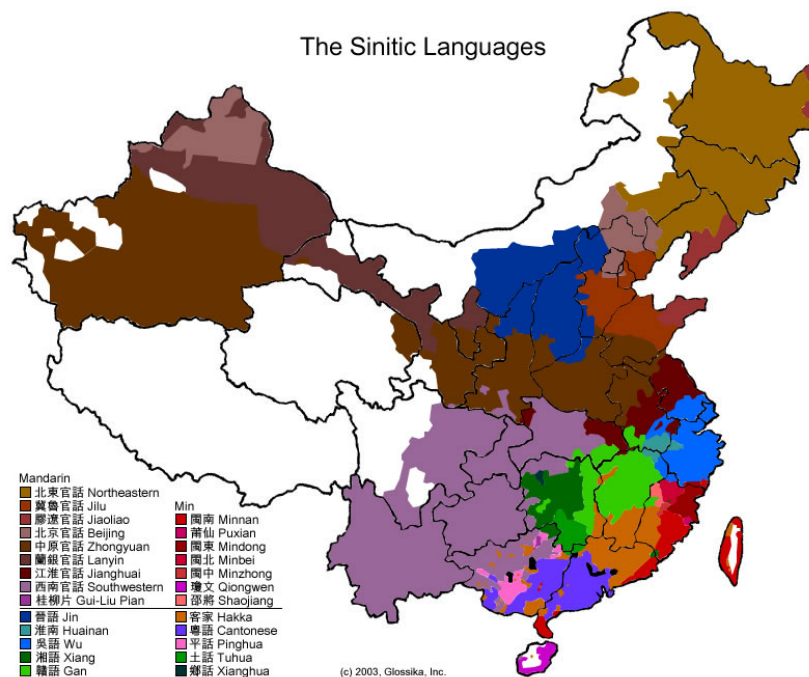 The Sinitic Languages
Mandarin
北東官話 Northeastern
冀魯官話 Jilu
膠遼官話 Jiaoliao
北京官話 Beijing
中原官話 Zhongyuan
蘭銀官話 Lanyin
江淮官話 Jianghuai
西南官話 Southwestern
桂柳片 Gui-Liu Pian
晉語 Jin
淮南 Huainan
吳語 Wu
湘語 Xiang
贛語 Gan
Min
閩南 Minnan
莆仙 Puxian
閩東 Mindong
閩北 Minbei
閩中 Minzhong
瓊文 Qiongwen
邵將 Shaojiang
客家 Hakka
粵語 Cantonese
平話 Pinghua
土話 Tuhua
鄉話 Xianghua
(c) 2003, Glossika, Inc.